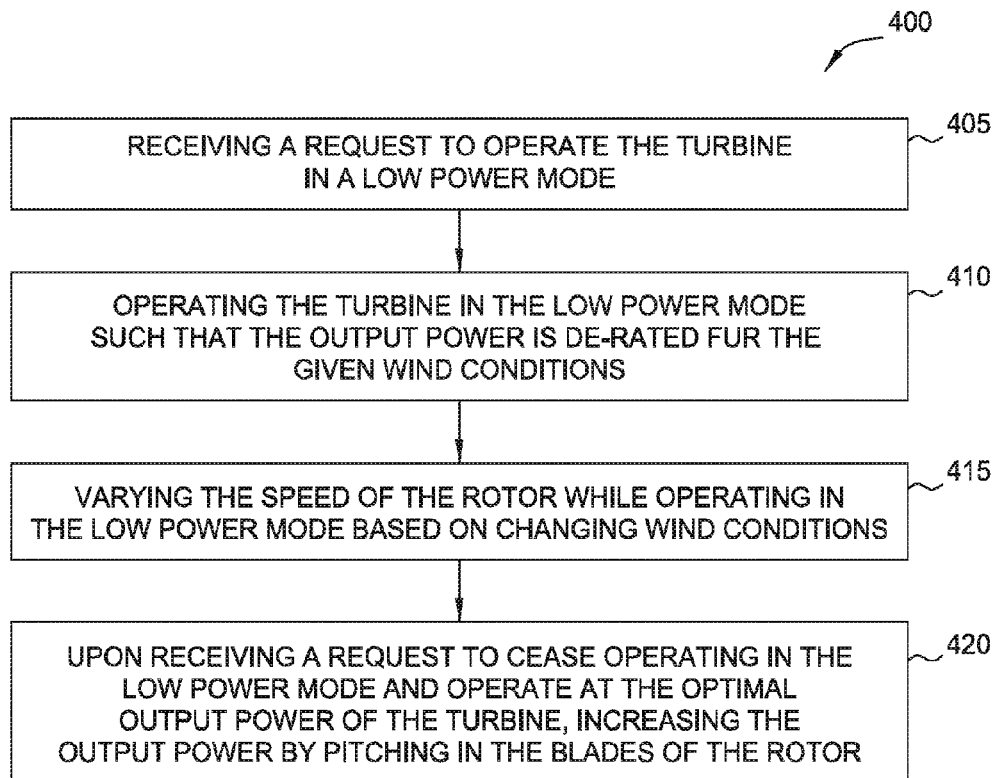 400
405
RECEIVING A REQUEST TO OPERATE THE TURBINE
IN A LOW POWER MODE
410
OPERATING THE TURBINE IN THE LOW POWER MODE
SUCH THAT THE OUTPUT POWER IS DE-RATED FUR THE
GIVEN WIND CONDITIONS
415
VARYING THE SPEED OF THE ROTOR WHILE OPERATING IN
THE LOW POWER MODE BASED ON CHANGING WIND CONDITIONS
420
UPON RECEIVING A REQUEST TO CEASE OPERATING IN THE
LOW POWER MODE AND OPERATE AT THE OPTIMAL
OUTPUT POWER OF THE TURBINE, INCREASING THE
OUTPUT POWER BY PITCHING IN THE BLADES OF THE ROTOR